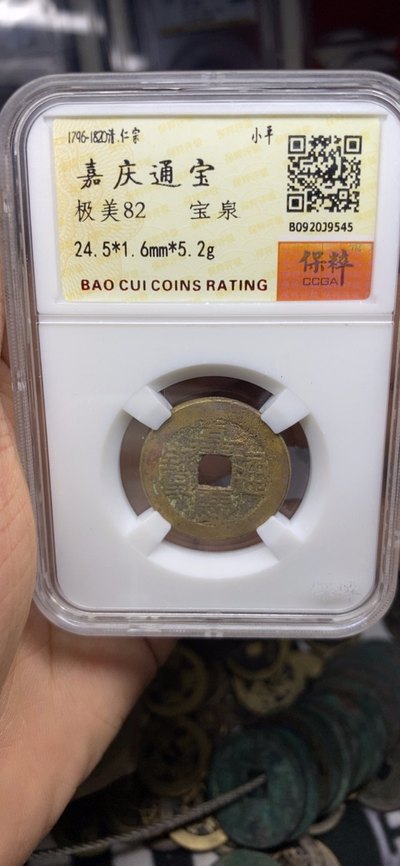 1796-1820清.仁宗 小平
嘉庆通宝
极美82 宝泉
B0920J9545
24.5*1.6mm*5.2g
保粹
CCGA
BAO CUI COINS RATING